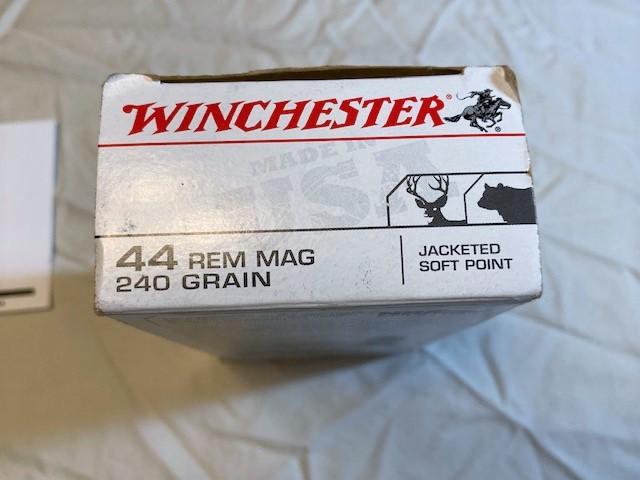 WINCHESTER®
®
MADE IN
USA
44 REM MAG
240 GRAIN
JACKETED
SOFT POINT